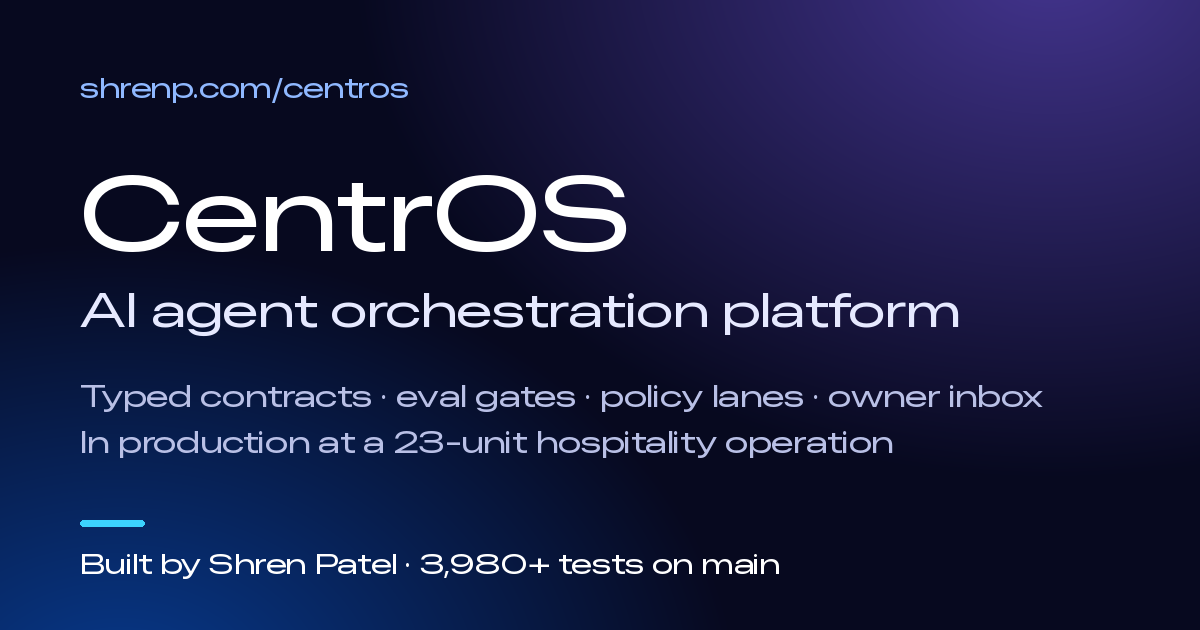 shrenp.com/centros
CentrOS
AI agent orchestration platform
Typed contracts · eval gates · policy lanes · owner inbox
In production at a 23-unit hospitality operation
Built by Shren Patel · 3,980+ tests on main